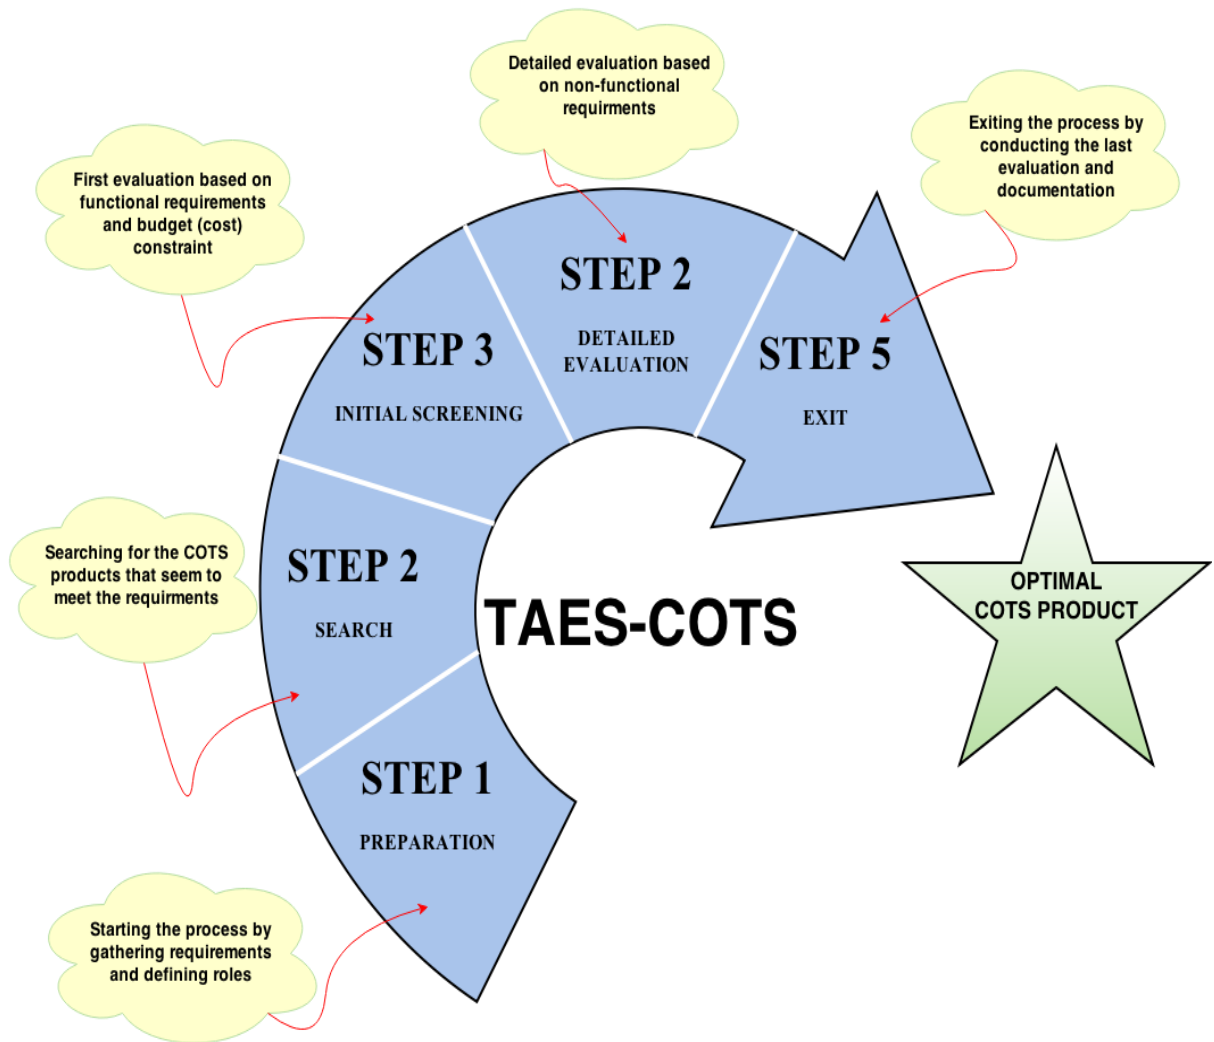 Detailed evaluation based
on non-functional
requirments
Exiting the process by
conducting the last
evaluation and
documentation
First evaluation based on
functional requirements
and budget (cost)
constraint
STEP 2
DETAILED
EVALUATION
STEP 3
INITIAL SCREENING
STEP 5
EXIT
Searching for the COTS
products that seem to
meet the requirments
STEP 2
SEARCH
TAES-COTS
OPTIMAL
COTS PRODUCT
STEP 1
PREPARATION
Starting the process by
gathering requirements
and defining roles